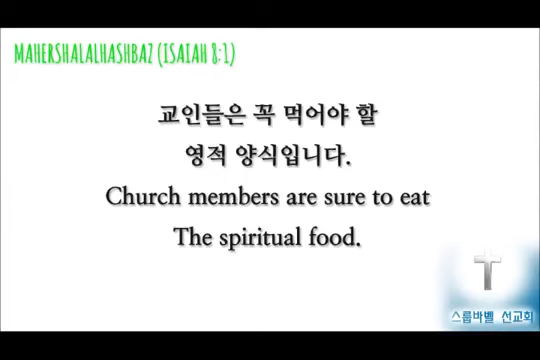 MAHERSHALALHASHBAZ (ISAIAH 8:1)
교인들은 꼭 먹어야 할
영적 양식입니다.
Church members are sure to eat
The spiritual food.
스룹바벨 선교회